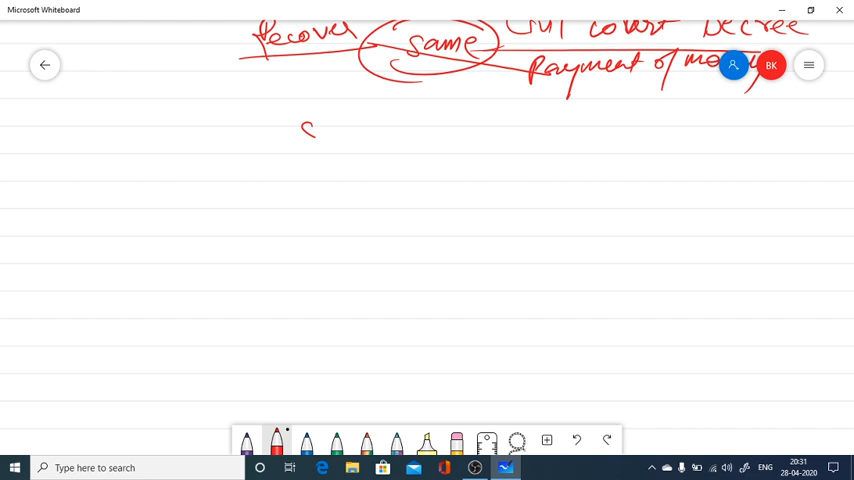 Microsoft Whiteboard
Recover same Civil Court Decree
Payment of money
BK
Type here to search
ENG
20:31
28-04-2020